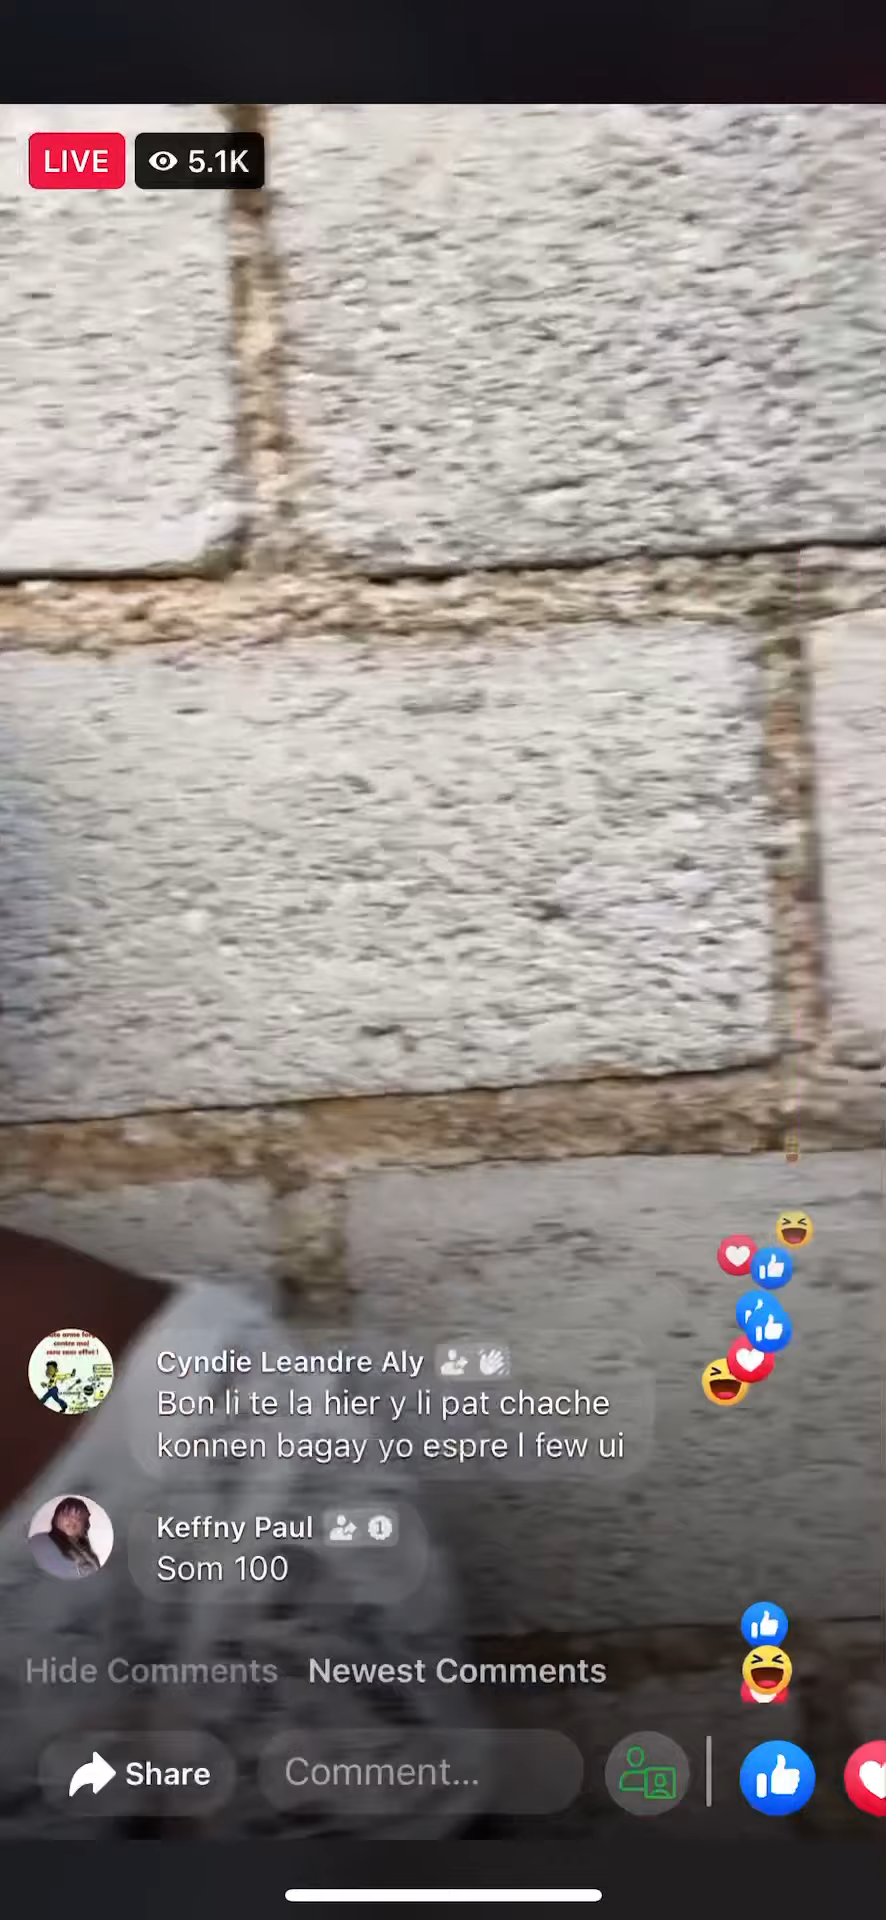 LIVE
5.1K
Cyndie Leandre Aly
Bon li te la hier y li pat chache
konnen bagay yo espre l few ui
Keffny Paul
Som 100
Hide Comments
Newest Comments
Share
Comment...